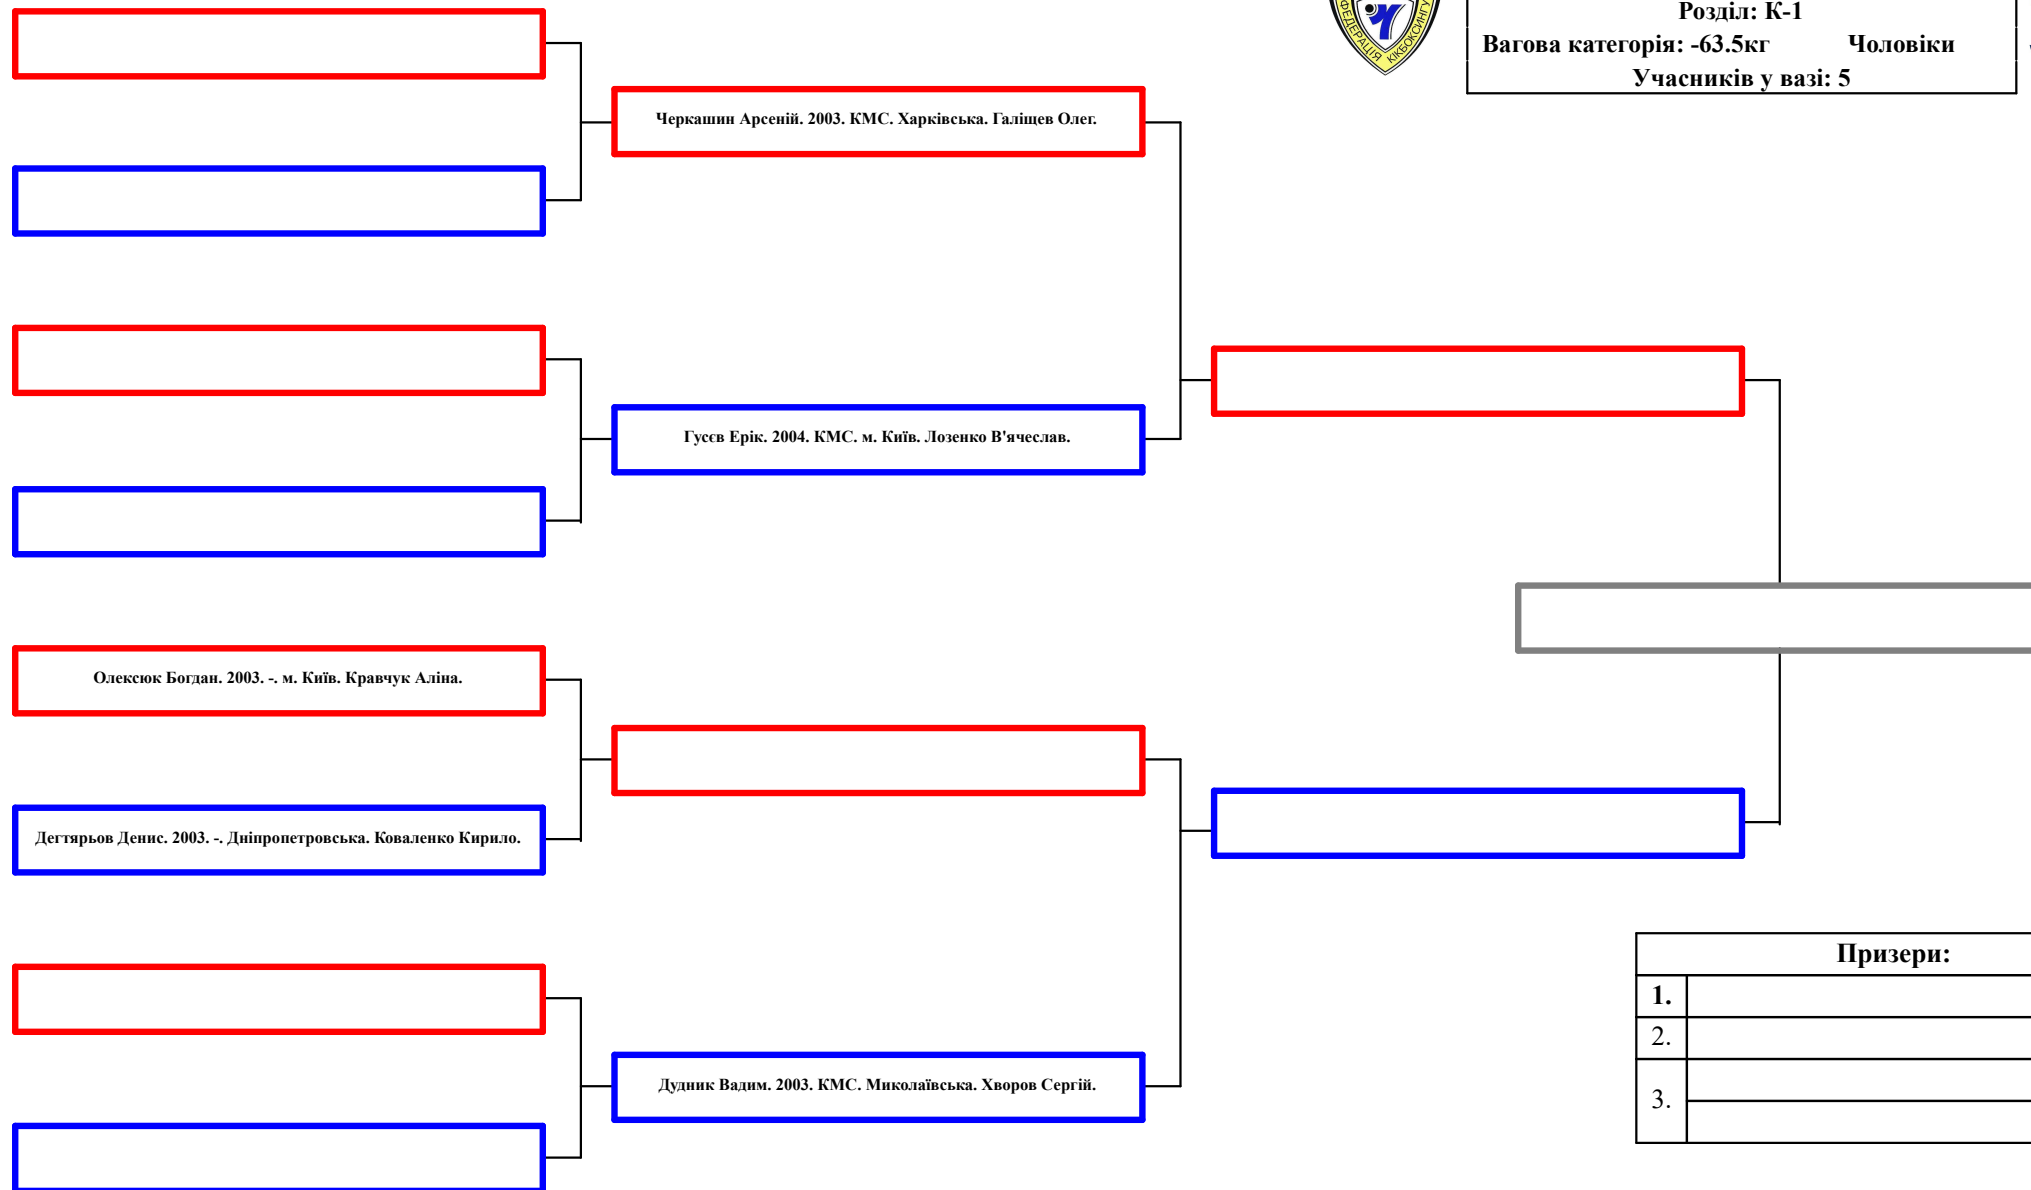 ФЕДЕРАЦІЯ КІКБОКСИНГУ
Розділ: К-1
Вагова категорія: -63.5кг Чоловіки
Учасників у вазі: 5
Черкашин Арсеній. 2003. КМС. Харківська. Галіщев Олег.
Гусєв Ерік. 2004. КМС. м. Київ. Лозенко В'ячеслав.
Олексюк Богдан. 2003. -. м. Київ. Кравчук Аліна.
Дегтярьов Денис. 2003. -. Дніпропетровська. Коваленко Кирило.
Дудник Вадим. 2003. КМС. Миколаївська. Хворов Сергій.
Призери:
1.
2.
3.